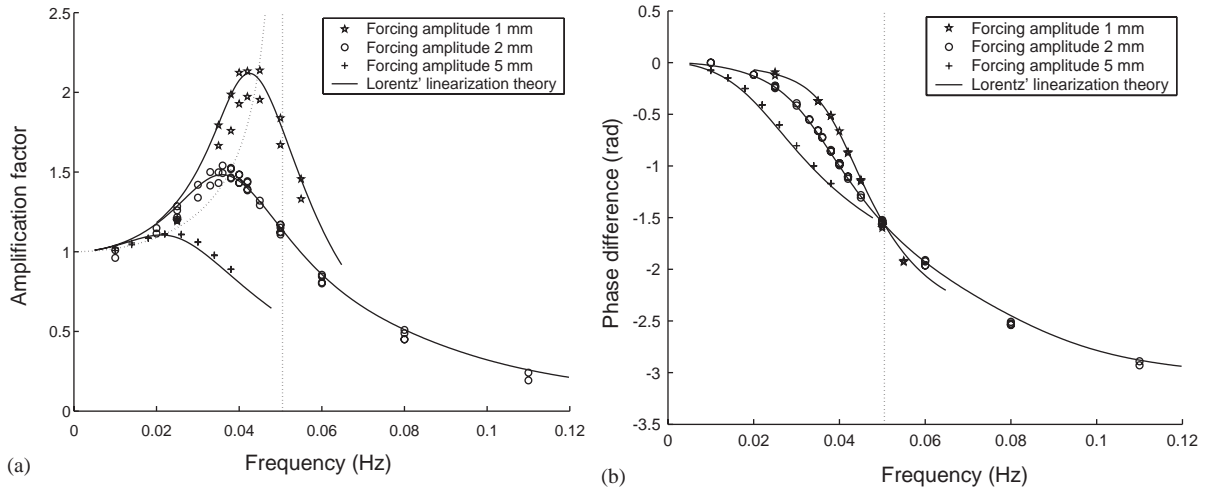 2.5
2
1.5
1
0.5
0
0
0.02
0.04
0.06
0.08
0.1
0.12
Amplification factor
Frequency (Hz)
Forcing amplitude 1 mm
Forcing amplitude 2 mm
Forcing amplitude 5 mm
Lorentz' linearization theory
(a)
0.5
0
-0.5
-1
-1.5
-2
-2.5
-3
-3.5
0
0.02
0.04
0.06
0.08
0.1
0.12
Phase difference (rad)
Frequency (Hz)
Forcing amplitude 1 mm
Forcing amplitude 2 mm
Forcing amplitude 5 mm
Lorentz' linearization theory
(b)